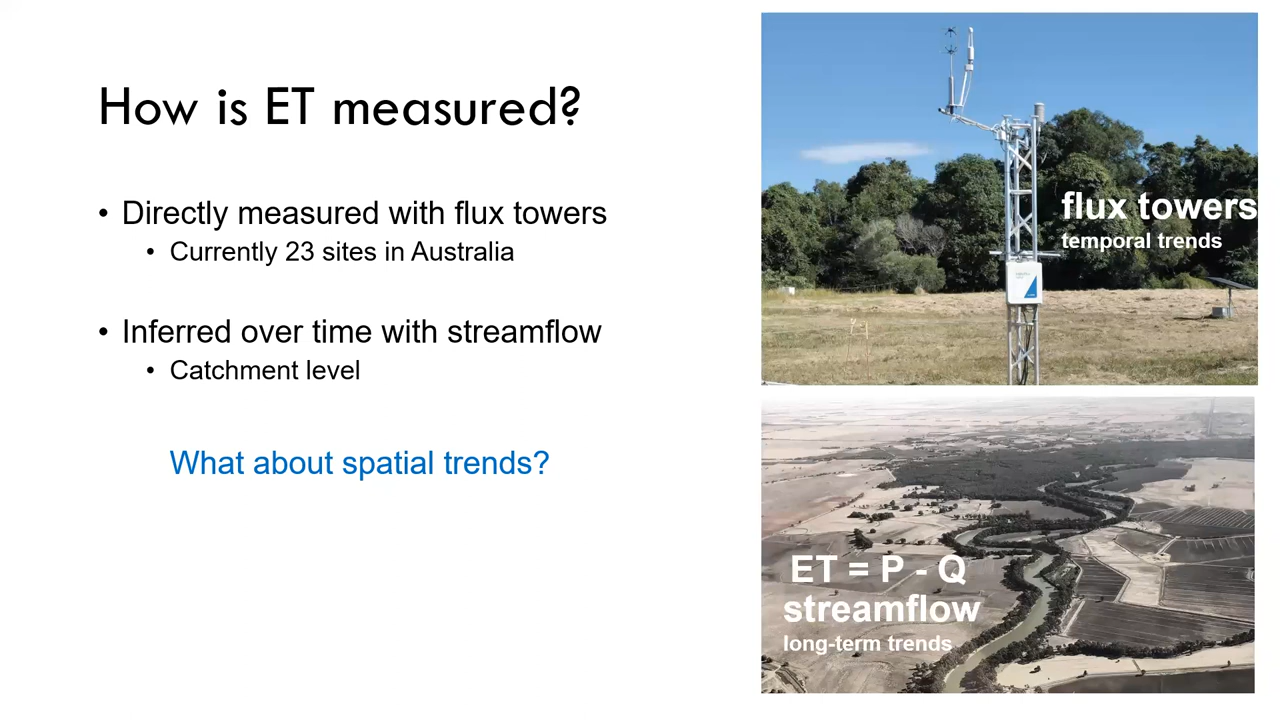 How is ET measured?
• Directly measured with flux towers
• Currently 23 sites in Australia
• Inferred over time with streamflow
• Catchment level
What about spatial trends?
flux towers
temporal trends
ET = P - Q
streamflow
long-term trends